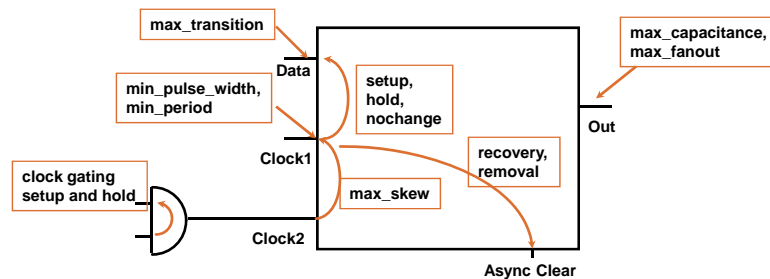 max_transition
max_capacitance,
max_fanout
Data
setup,
hold,
nochange
min_pulse_width,
min_period
Out
Clock1
recovery,
removal
clock gating
setup and hold
max_skew
Clock2
Async Clear